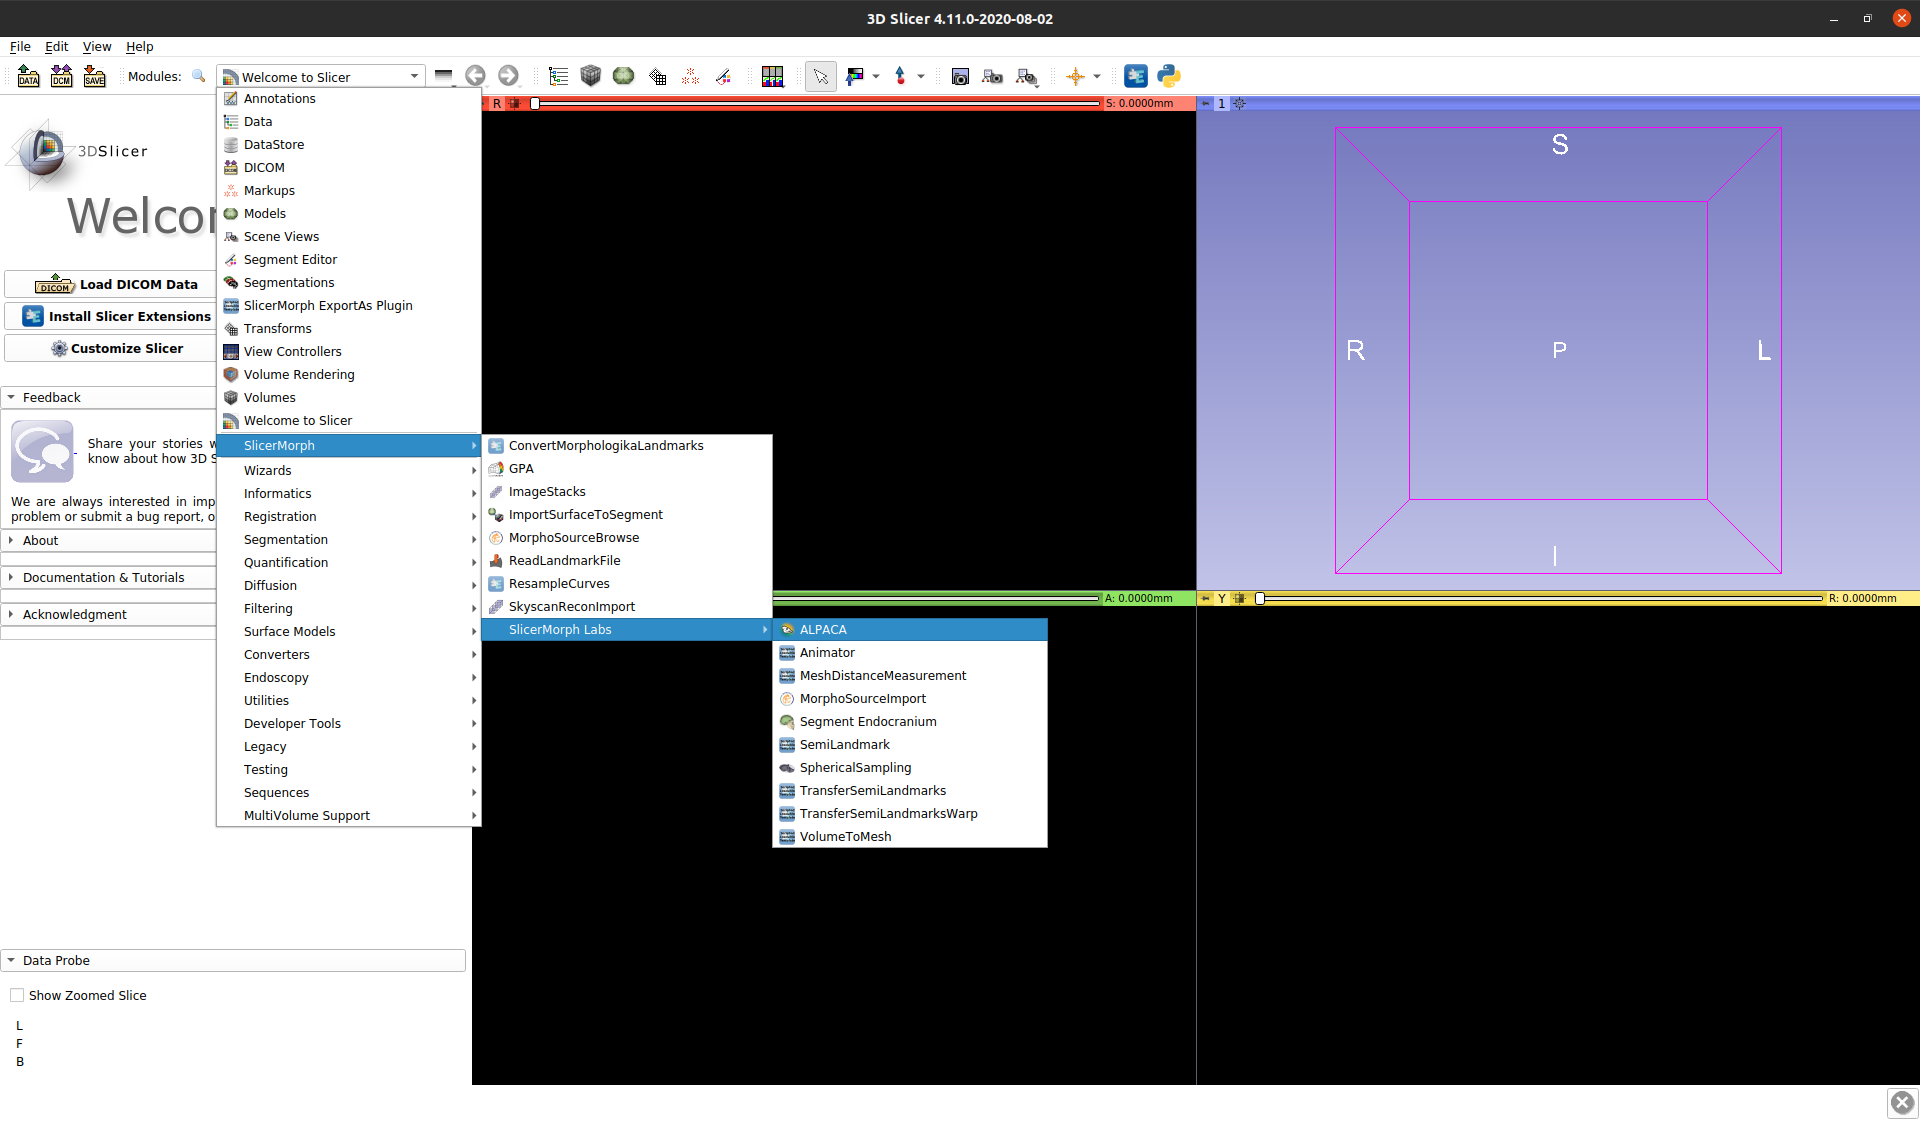 3D Slicer 4.11.0-2020-08-02
File Edit View Help
DATA DCM SAVE Modules: Welcome to Slicer
R S: 0.0000mm 1
3DSlicer
Welco
Load DICOM Data
Install Slicer Extensions
Customize Slicer
Feedback
Share your stories w
know about how 3D S
We are always interested in imp
problem or submit a bug report, o
About
Documentation & Tutorials
Acknowledgment
Data Probe
Show Zoomed Slice
L
F
B
Annotations
Data
DataStore
DICOM
Markups
Models
Scene Views
Segment Editor
Segmentations
SlicerMorph ExportAs Plugin
Transforms
View Controllers
Volume Rendering
Volumes
Welcome to Slicer
SlicerMorph
Wizards
Informatics
Registration
Segmentation
Quantification
Diffusion
Filtering
Surface Models
Converters
Endoscopy
Utilities
Developer Tools
Legacy
Testing
Sequences
MultiVolume Support
ConvertMorphologikaLandmarks
GPA
ImageStacks
ImportSurfaceToSegment
MorphoSourceBrowse
ReadLandmarkFile
ResampleCurves
SkyscanReconImport
SlicerMorph Labs
ALPACA
Animator
MeshDistanceMeasurement
MorphoSourceImport
Segment Endocranium
SemiLandmark
SphericalSampling
TransferSemiLandmarks
TransferSemiLandmarksWarp
VolumeToMesh
S
R P L
I
A: 0.0000mm Y R: 0.0000mm